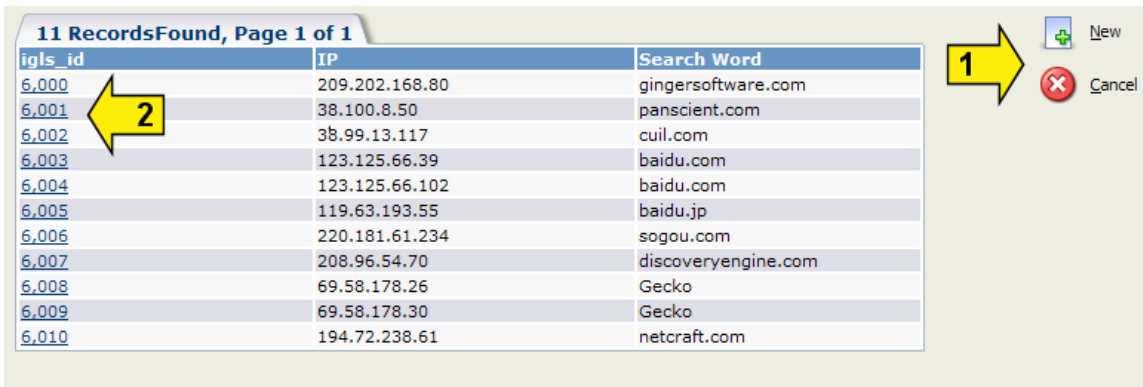 11 RecordsFound, Page 1 of 1
New
1
Cancel
igls_id IP Search Word
6,000 209.202.168.80 gingersoftware.com
2
6,001 38.100.8.50 panscient.com
6,002 38.99.13.117 cuil.com
6,003 123.125.66.39 baidu.com
6,004 123.125.66.102 baidu.com
6,005 119.63.193.55 baidu.jp
6,006 220.181.61.234 sogou.com
6,007 208.96.54.70 discoveryengine.com
6,008 69.58.178.26 Gecko
6,009 69.58.178.30 Gecko
6,010 194.72.238.61 netcraft.com